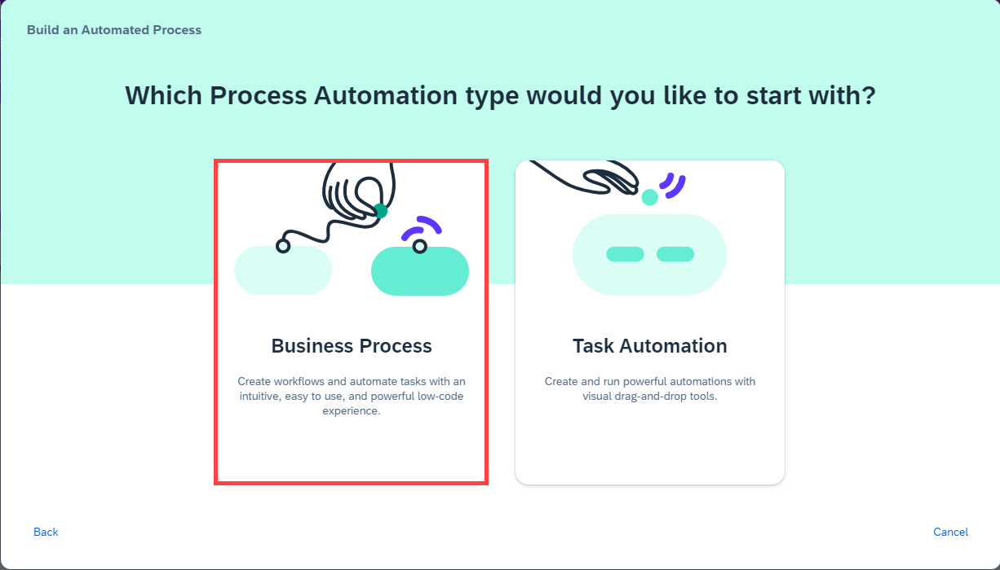 Build an Automated Process
Which Process Automation type would you like to start with?
Business Process
Create workflows and automate tasks with an
intuitive, easy to use, and powerful low-code
experience.
Task Automation
Create and run powerful automations with
visual drag-and-drop tools.
Back
Cancel